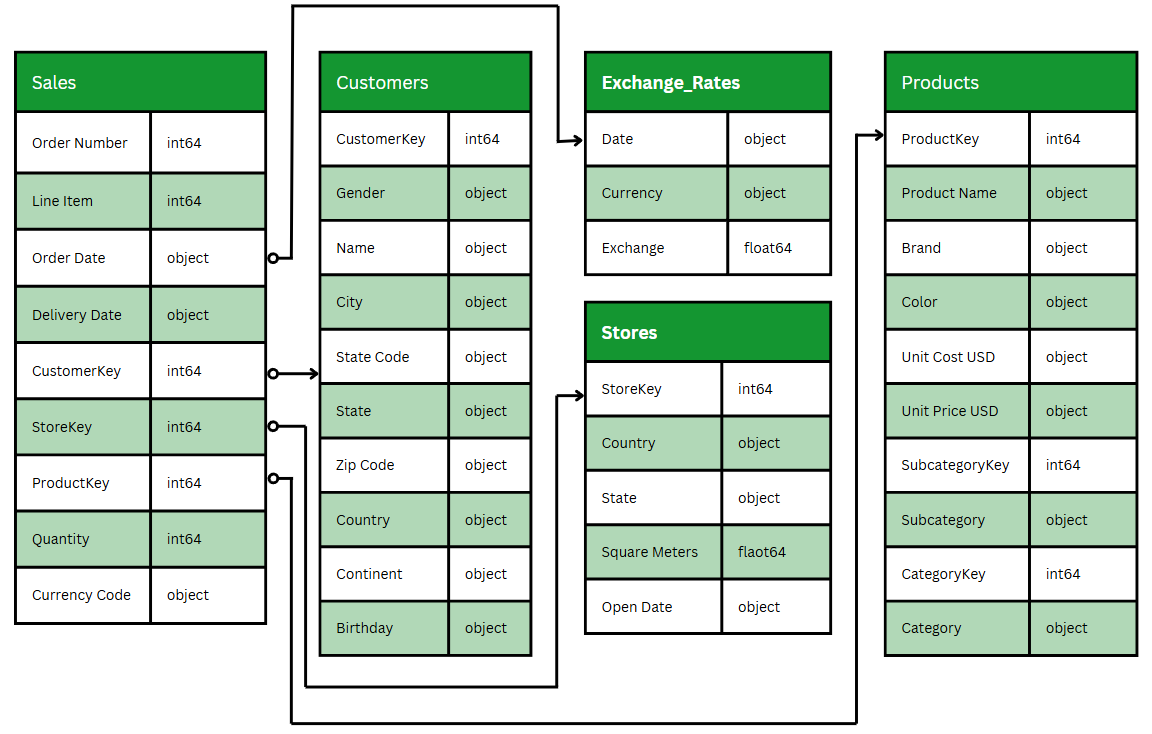 Sales
Order Number int64
Line Item int64
Order Date object
Delivery Date object
CustomerKey int64
StoreKey int64
ProductKey int64
Quantity int64
Currency Code object
Customers
CustomerKey int64
Gender object
Name object
City object
State Code object
State object
Zip Code object
Country object
Continent object
Birthday object
Exchange_Rates
Date object
Currency object
Exchange float64
Stores
StoreKey int64
Country object
State object
Square Meters flaot64
Open Date object
Products
ProductKey int64
Product Name object
Brand object
Color object
Unit Cost USD object
Unit Price USD object
SubcategoryKey int64
Subcategory object
CategoryKey int64
Category object